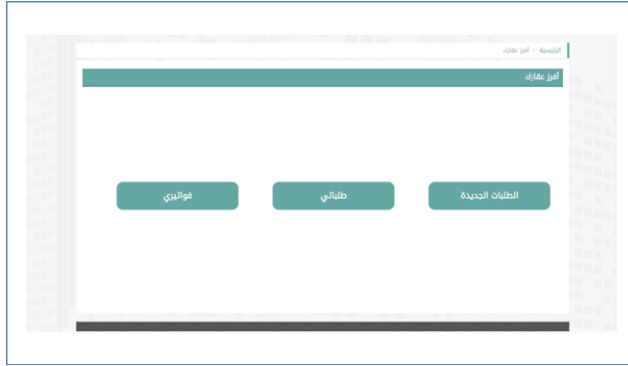 الرئيسية / أفرز عقارك
أفرز عقارك
الطلبات الجديدة
طلباتي
فواتيري